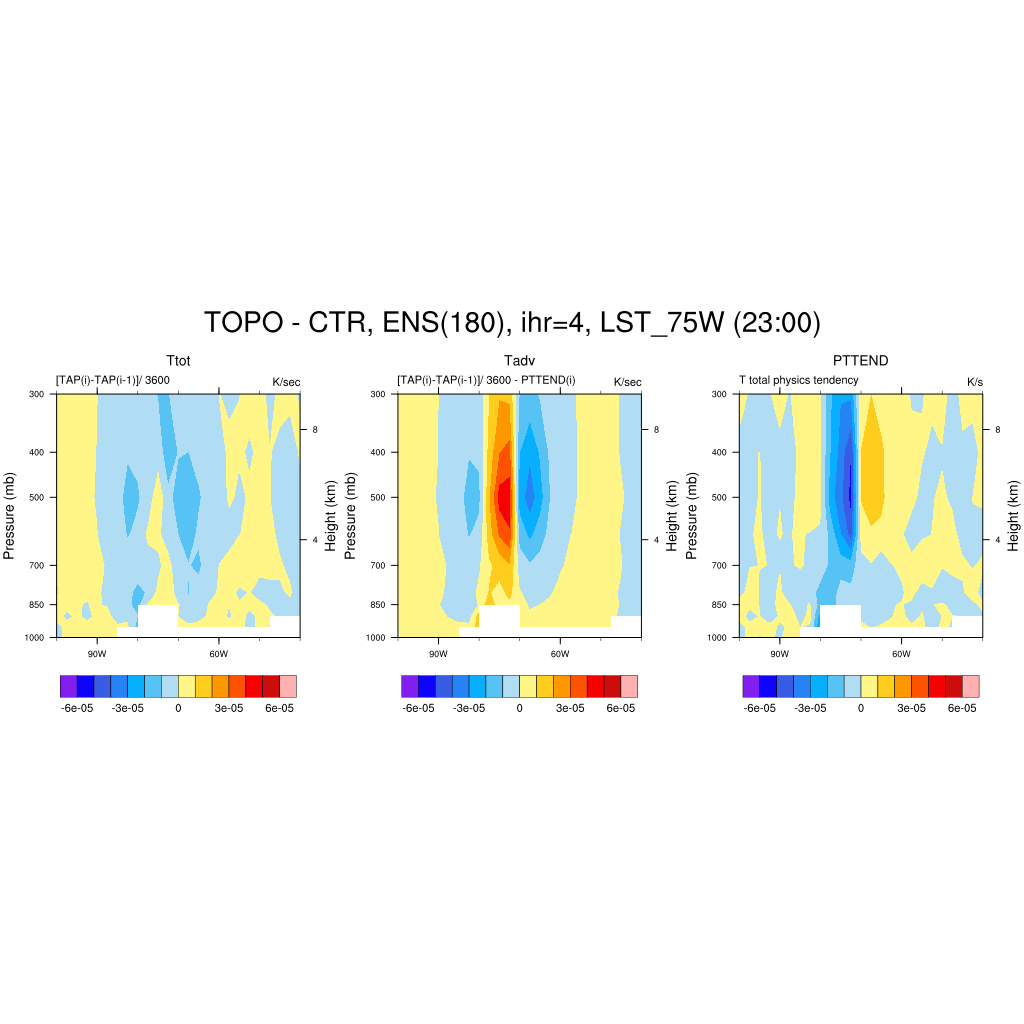 TOPO - CTR, ENS(180), ihr=4, LST_75W (23:00)
Ttot
[TAP(i)-TAP(i-1)]/ 3600 K/sec
300
400
500
700
850
1000
Pressure (mb)
8
4
Height (km)
90W 60W
-6e-05 -3e-05 0 3e-05 6e-05
Tadv
[TAP(i)-TAP(i-1)]/ 3600 - PTTEND(i) K/sec
300
400
500
700
850
1000
Pressure (mb)
8
4
Height (km)
90W 60W
-6e-05 -3e-05 0 3e-05 6e-05
PTTEND
T total physics tendency K/s
300
400
500
700
850
1000
Pressure (mb)
8
4
Height (km)
90W 60W
-6e-05 -3e-05 0 3e-05 6e-05